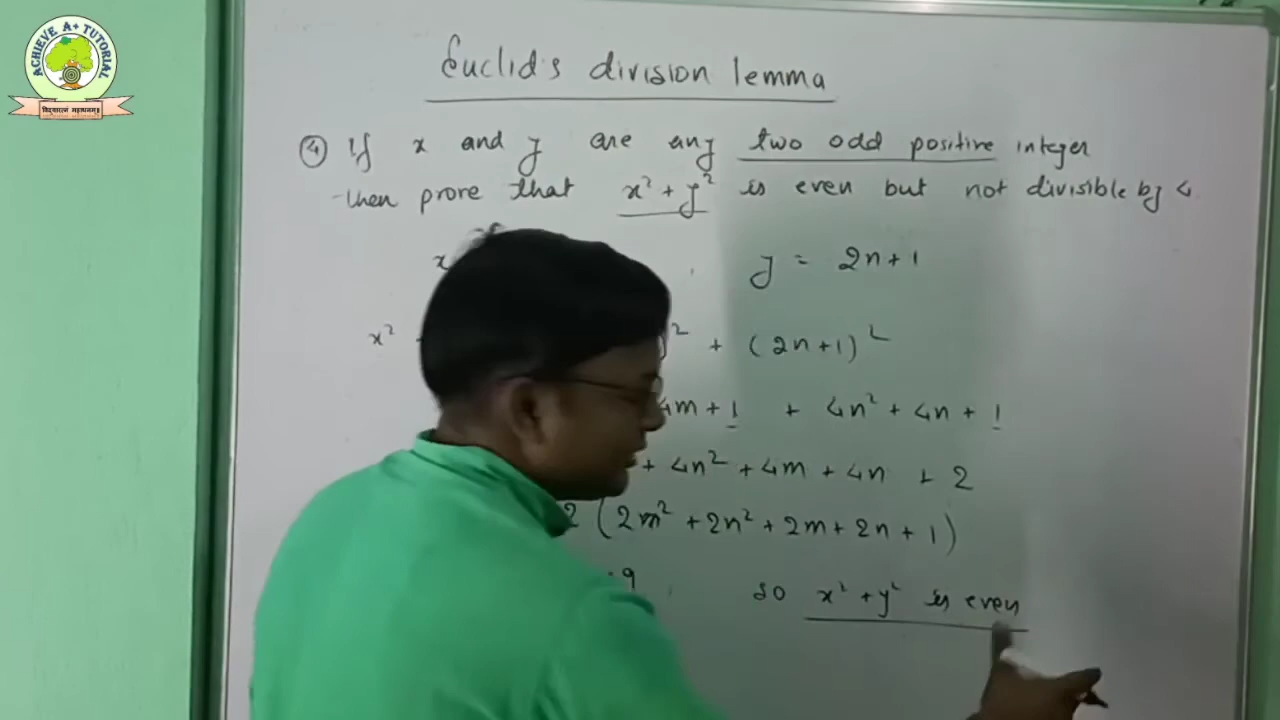 ACHIEVE A+ TUTORIAL
Euclid's division lemma
④ If x and y are any two odd positive integer
then prove that x² + y² is even but not divisible by 4
x
y = 2n+1
x²
)² + (2n+1)²
4m + 1 + 4n² + 4n + 1
+ 4n² + 4m + 4n + 2
2 (2m² + 2n² + 2m + 2n + 1)
q
so x² + y² is even